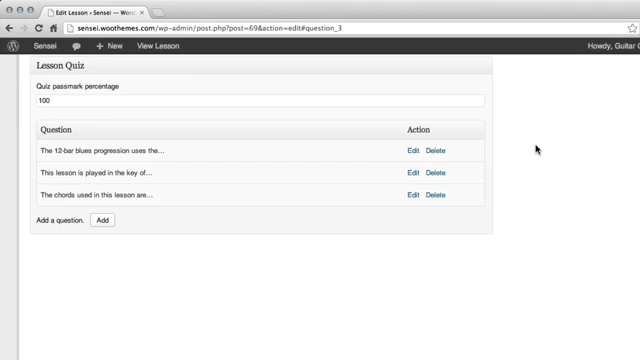 Edit Lesson ‹ Sensei — Word
sensei.woothemes.com/wp-admin/post.php?post=69&action=edit#question_3
Sensei + New View Lesson Howdy, Guitar
Lesson Quiz
Quiz passmark percentage
100
Question Action
The 12-bar blues progression uses the... Edit Delete
This lesson is played in the key of... Edit Delete
The chords used in this lesson are... Edit Delete
Add a question. Add